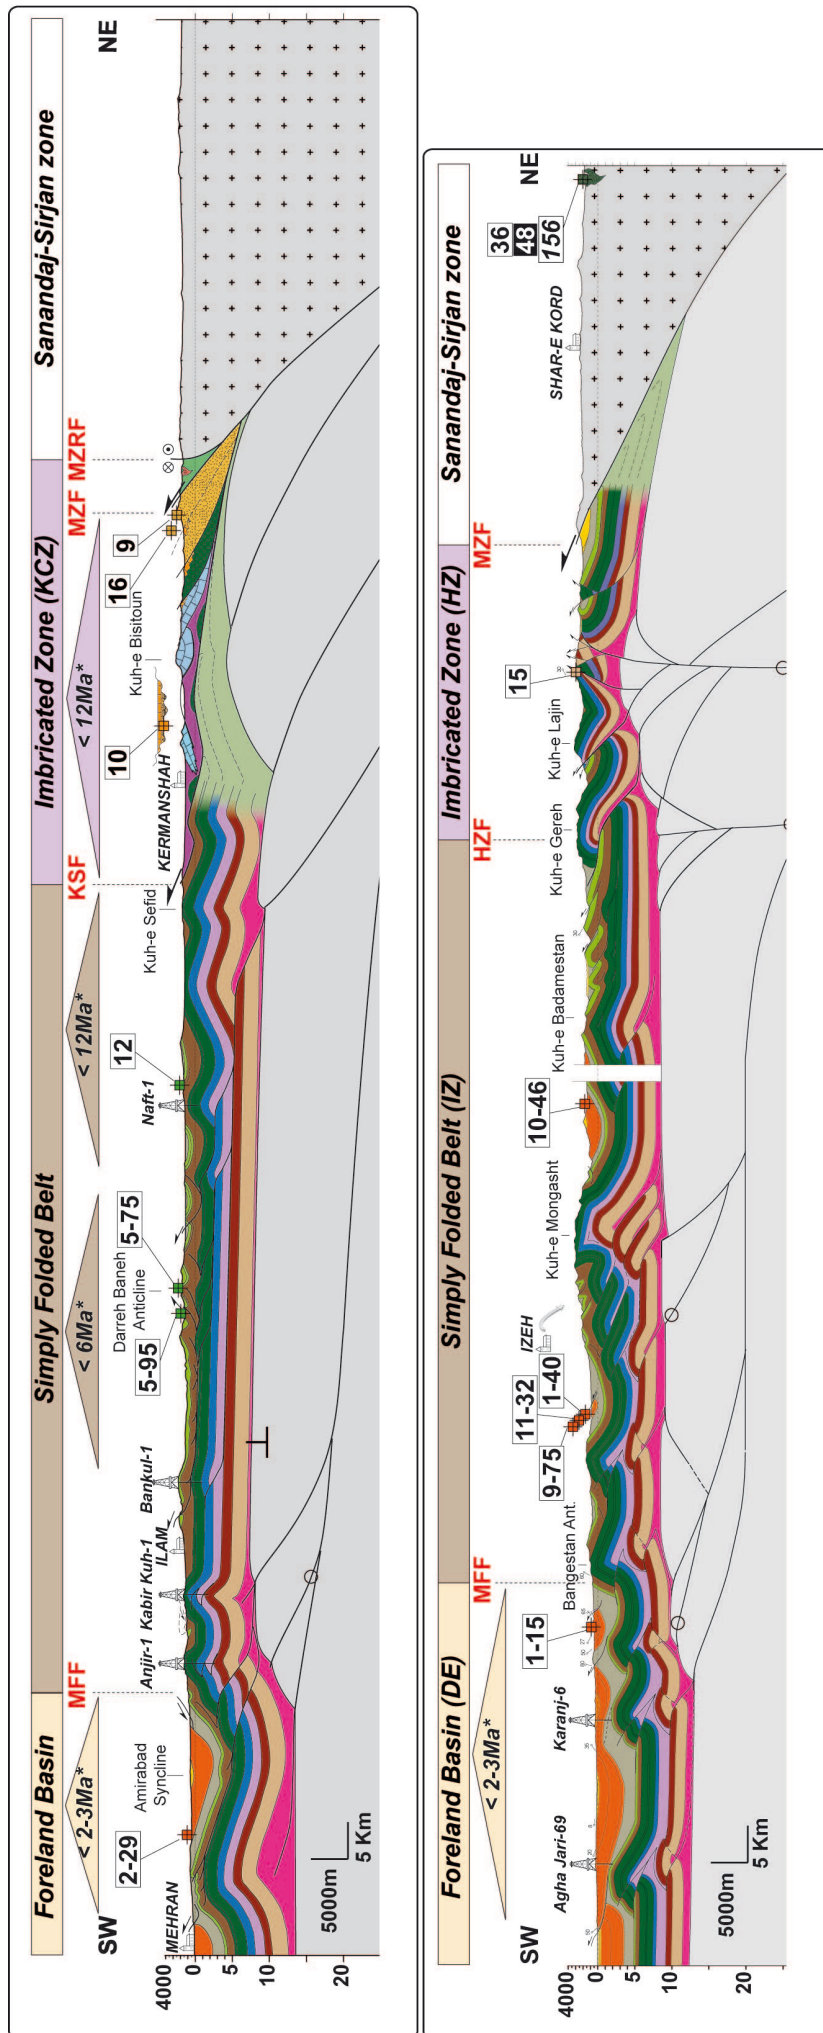 Foreland Basin
Simply Folded Belt
Imbricated Zone (KCZ)
Sanandaj-Sirjan zone
MFF
KSF
MZF
MZRF
< 2-3Ma*
< 6Ma*
< 12Ma*
< 12Ma*
SW
NE
MEHRAN
2-29
Amirabad
Syncline
Anjir-1
Kabir Kuh-1
ILAM
Bankul-1
5-95
Darreh Baneh
Anticline
5-75
Naft-1
12
Kuh-e Sefid
KERMANSHAH
10
Kuh-e Bisitoun
16
9
4000
0
5
10
20
5000m
5 Km
Foreland Basin (DE)
Simply Folded Belt (IZ)
Imbricated Zone (HZ)
Sanandaj-Sirjan zone
MFF
HZF
MZF
< 2-3Ma*
SW
NE
Agha Jari-69
Karanj-6
1-15
Bangestan Ant.
9-75
11-32
1-40
IZEH
Kuh-e Mongasht
10-46
Kuh-e Badamestan
Kuh-e Gereh
Kuh-e Lajin
15
SHAR-E KORD
36
48
156
4000
0
5
10
20
5000m
5 Km